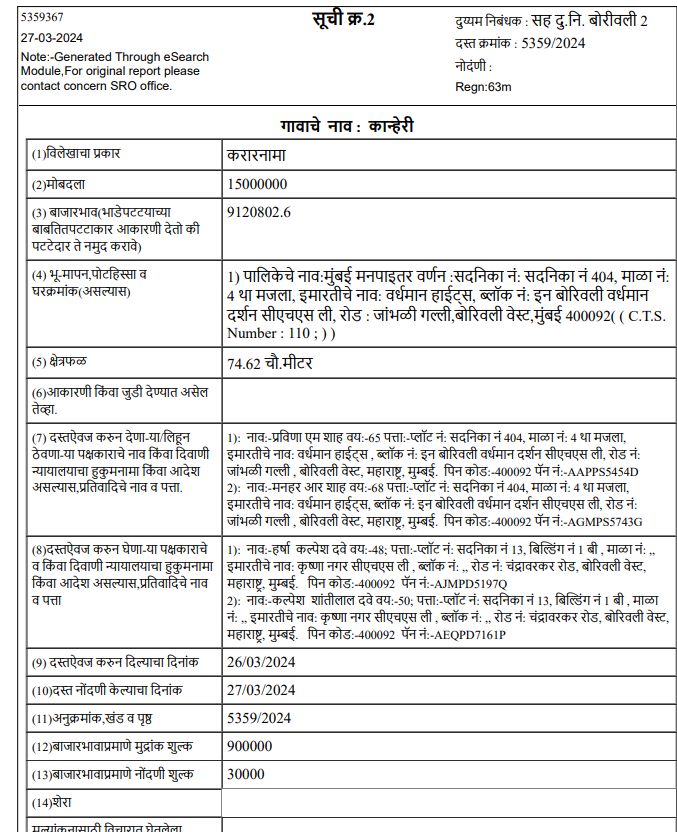 5359367
27-03-2024
Note:-Generated Through eSearch
Module,For original report please
contact concern SRO office.
सूची क्र.2
दुय्यम निबंधक : सह दु.नि. बोरीवली 2
दस्त क्रमांक : 5359/2024
नोदंणी :
Regn:63m
गावाचे नाव : कान्हेरी
(1)विलेखाचा प्रकार
करारनामा
(2)मोबदला
15000000
(3) बाजारभाव(भाडेपटटयाच्या
बाबतितपटटाकार आकारणी देतो की
पटटेदार ते नमुद करावे)
9120802.6
(4) भू-मापन,पोटहिस्सा व
घरक्रमांक(असल्यास)
1) पालिकेचे नाव:मुंबई मनपाइतर वर्णन :सदनिका नं: सदनिका नं 404, माळा नं:
4 था मजला, इमारतीचे नाव: वर्धमान हाईट्स, ब्लॉक नं: इन बोरिवली वर्धमान
दर्शन सीएचएस ली, रोड : जांभळी गल्ली,बोरिवली वेस्ट,मुंबई 400092( ( C.T.S.
Number : 110 ; ) )
(5) क्षेत्रफळ
74.62 चौ.मीटर
(6)आकारणी किंवा जुडी देण्यात असेल
तेव्हा.
(7) दस्तऐवज करुन देणा-या/लिहून
ठेवणा-या पक्षकाराचे नाव किंवा दिवाणी
न्यायालयाचा हुकुमनामा किंवा आदेश
असल्यास,प्रतिवादिचे नाव व पत्ता.
1): नाव:-प्रविणा एम शाह वय:-65 पत्ता:-प्लॉट नं: सदनिका नं 404, माळा नं: 4 था मजला,
इमारतीचे नाव: वर्धमान हाईट्स , ब्लॉक नं: इन बोरिवली वर्धमान दर्शन सीएचएस ली, रोड नं:
जांभळी गल्ली , बोरिवली वेस्ट, महाराष्ट्र, मुम्बई. पिन कोड:-400092 पॅन नं:-AAPPS5454D
2): नाव:-मनहर आर शाह वय:-68 पत्ता:-प्लॉट नं: सदनिका नं 404, माळा नं: 4 था मजला,
इमारतीचे नाव: वर्धमान हाईट्स, ब्लॉक नं: इन बोरिवली वर्धमान दर्शन सीएचएस ली, रोड नं:
जांभळी गल्ली , बोरिवली वेस्ट, महाराष्ट्र, मुम्बई. पिन कोड:-400092 पॅन नं:-AGMPS5743G
(8)दस्तऐवज करुन घेणा-या पक्षकाराचे
व किंवा दिवाणी न्यायालयाचा हुकुमनामा
किंवा आदेश असल्यास,प्रतिवादिचे नाव
व पत्ता
1): नाव:-हर्षा कल्पेश दवे वय:-48; पत्ता:-प्लॉट नं: सदनिका नं 13, बिल्डिंग नं 1 बी , माळा नं: ,,
इमारतीचे नाव: कृष्णा नगर सीएचएस ली , ब्लॉक नं: ,, रोड नं: चंद्रावरकर रोड, बोरिवली वेस्ट,
महाराष्ट्र, मुम्बई. पिन कोड:-400092 पॅन नं:-AJMPD5197Q
2): नाव:-कल्पेश शांतीलाल दवे वय:-50; पत्ता:-प्लॉट नं: सदनिका नं 13, बिल्डिंग नं 1 बी , माळा
नं: ,, इमारतीचे नाव: कृष्णा नगर सीएचएस ली , ब्लॉक नं: ,, रोड नं: चंद्रावरकर रोड, बोरिवली वेस्ट,
महाराष्ट्र, मुम्बई. पिन कोड:-400092 पॅन नं:-AEQPD7161P
(9) दस्तऐवज करुन दिल्याचा दिनांक
26/03/2024
(10)दस्त नोंदणी केल्याचा दिनांक
27/03/2024
(11)अनुक्रमांक,खंड व पृष्ठ
5359/2024
(12)बाजारभावाप्रमाणे मुद्रांक शुल्क
900000
(13)बाजारभावाप्रमाणे नोंदणी शुल्क
30000
(14)शेरा
मुल्यांकनासाठी विचारात घेतलेला